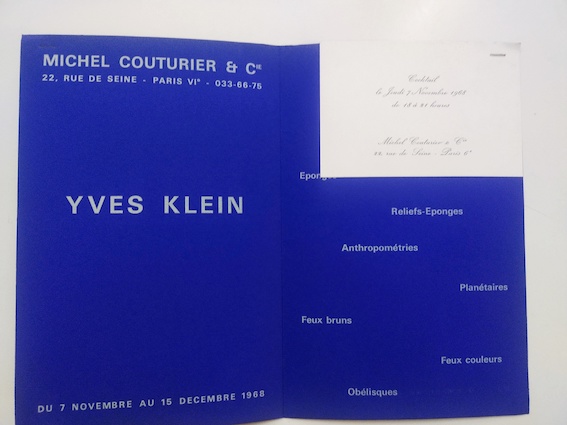 MICHEL COUTURIER & CIE
22, RUE DE SEINE - PARIS VIe - 033-66-75
YVES KLEIN
DU 7 NOVEMBRE AU 15 DECEMBRE 1968
Cocktail
le Jeudi 7 Novembre 1968
de 18 à 21 heures
Michel Couturier & Cie
22, rue de Seine - Paris 6e
Eponges
Reliefs-Eponges
Anthropométries
Planétaires
Feux bruns
Feux couleurs
Obélisques